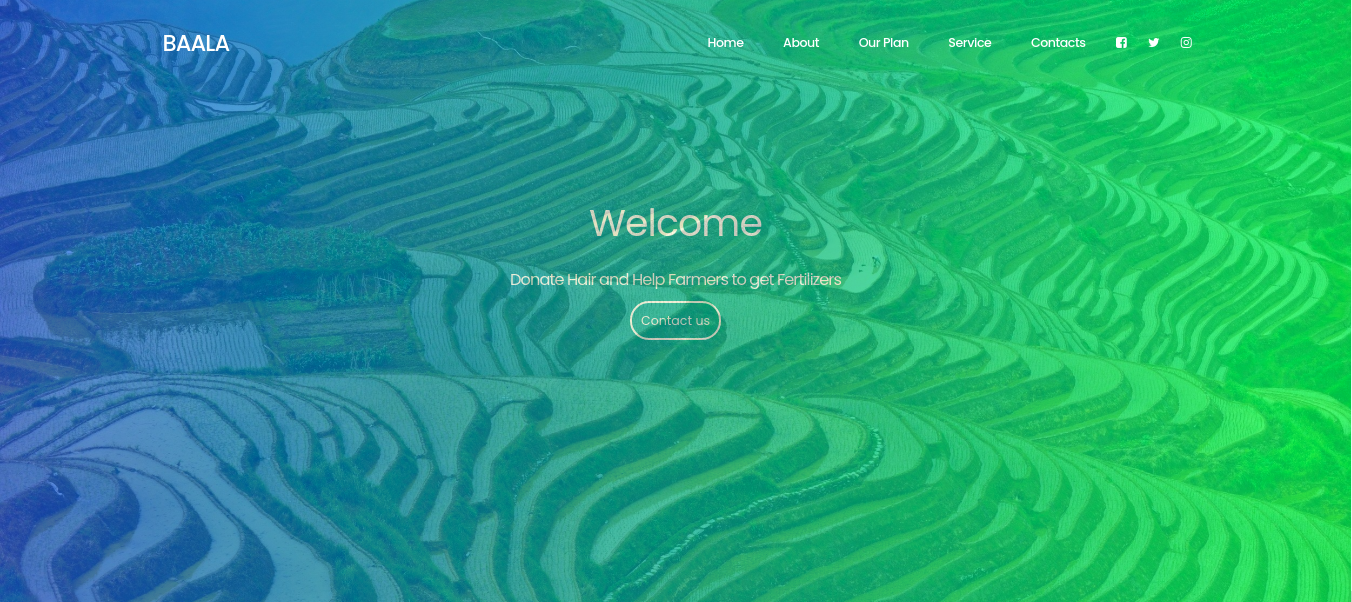 BAALA
Home About Our Plan Service Contacts
Welcome
Donate Hair and Help Farmers to get Fertilizers
Contact us